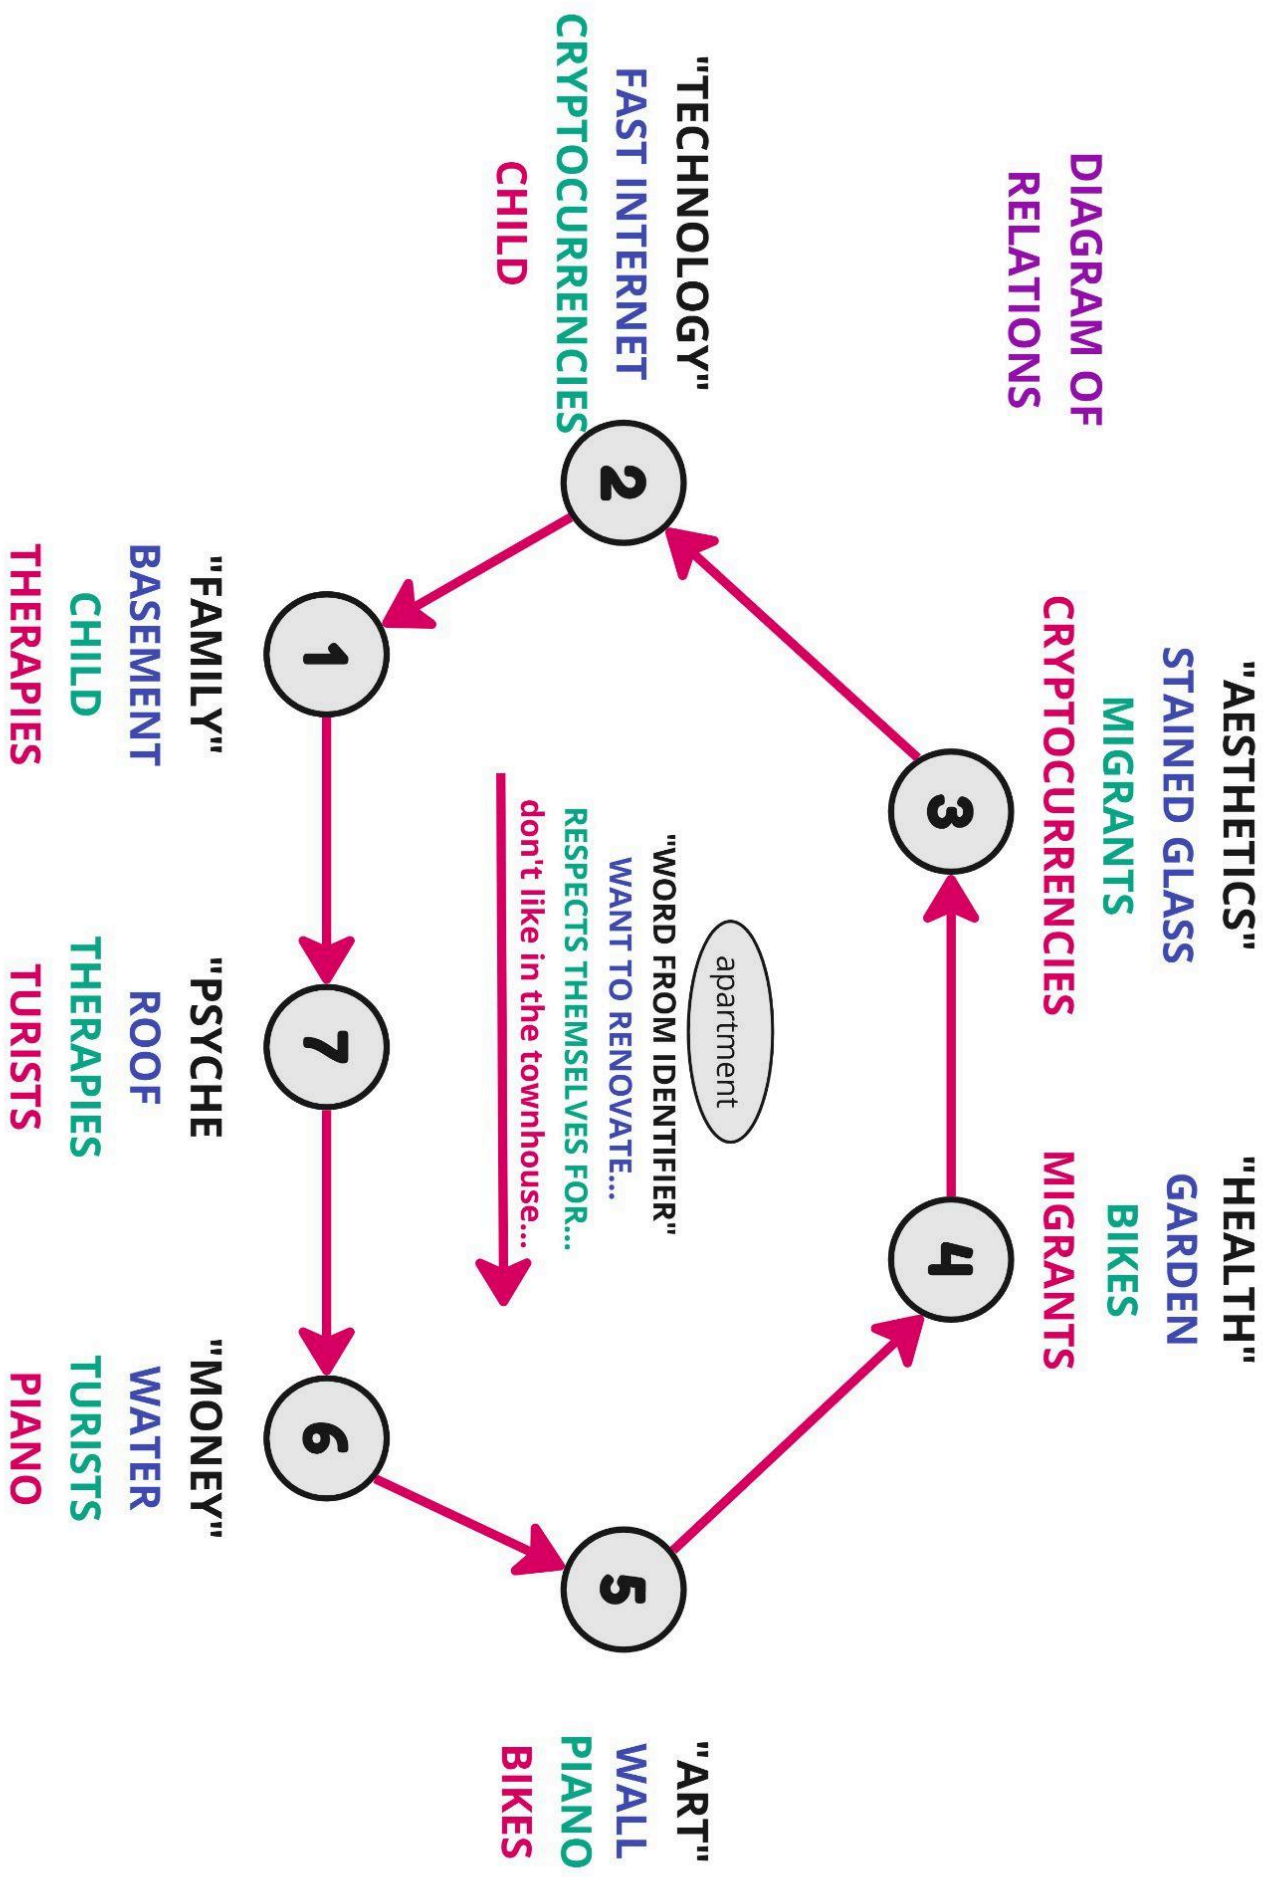 DIAGRAM OF
RELATIONS
"AESTHETICS"
STAINED GLASS
MIGRANTS
CRYPTOCURRENCIES
3
"HEALTH"
GARDEN
BIKES
MIGRANTS
4
"TECHNOLOGY"
FAST INTERNET
CRYPTOCURRENCIES
CHILD
2
apartment
"WORD FROM IDENTIFIER"
WANT TO RENOVATE...
RESPECTS THEMSELVES FOR...
don't like in the townhouse...
5
"ART"
WALL
PIANO
BIKES
1
"FAMILY"
BASEMENT
CHILD
THERAPIES
7
"PSYCHE
ROOF
THERAPIES
TURISTS
6
"MONEY"
WATER
TURISTS
PIANO